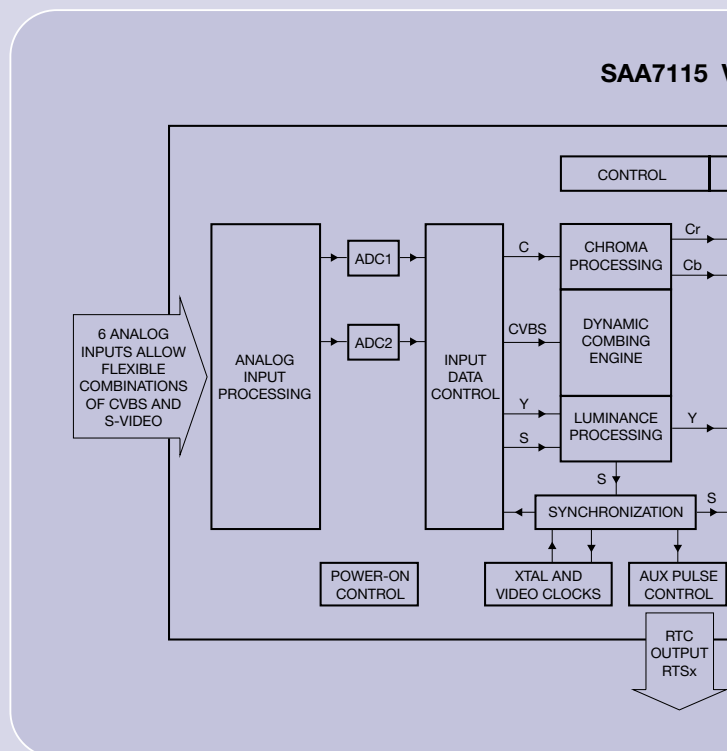 SAA7115 V
CONTROL
Cr
C
CHROMA
PROCESSING
Cb
ADC1
6 ANALOG
INPUTS ALLOW
FLEXIBLE
COMBINATIONS
OF CVBS AND
S-VIDEO
ANALOG
INPUT
PROCESSING
ADC2
INPUT
DATA
CONTROL
CVBS
DYNAMIC
COMBING
ENGINE
Y
S
LUMINANCE
PROCESSING
Y
S
SYNCHRONIZATION
S
POWER-ON
CONTROL
XTAL AND
VIDEO CLOCKS
AUX PULSE
CONTROL
RTC
OUTPUT
RTSx